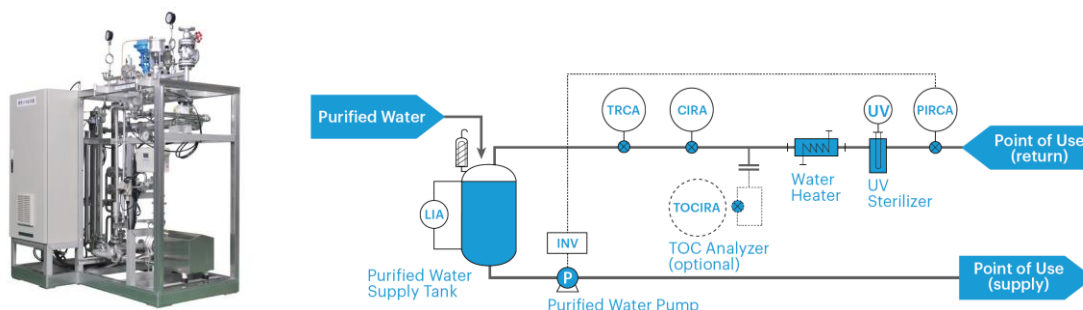 Purified Water
TRCA
CIRA
UV
PIRCA
Point of Use
(return)
LIA
TOCIRA
Water
Heater
UV
Sterilizer
TOC Analyzer
(optional)
INV
P
Purified Water
Supply Tank
Purified Water Pump
Point of Use
(supply)